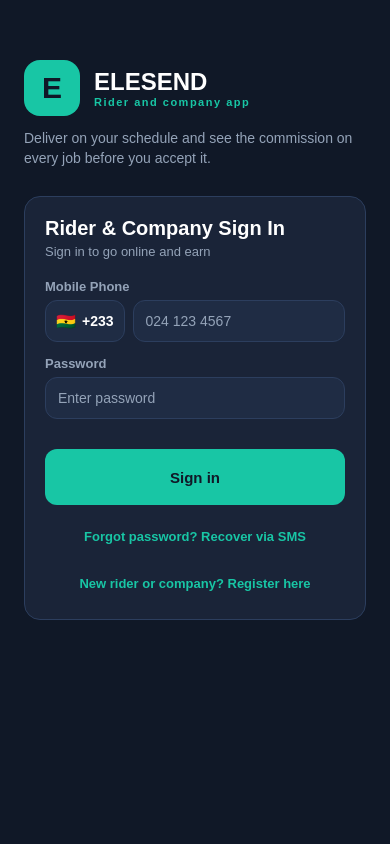 E
ELESEND
Rider and company app
Deliver on your schedule and see the commission on
every job before you accept it.
Rider & Company Sign In
Sign in to go online and earn
Mobile Phone
+233
024 123 4567
Password
Enter password
Sign in
Forgot password? Recover via SMS
New rider or company? Register here